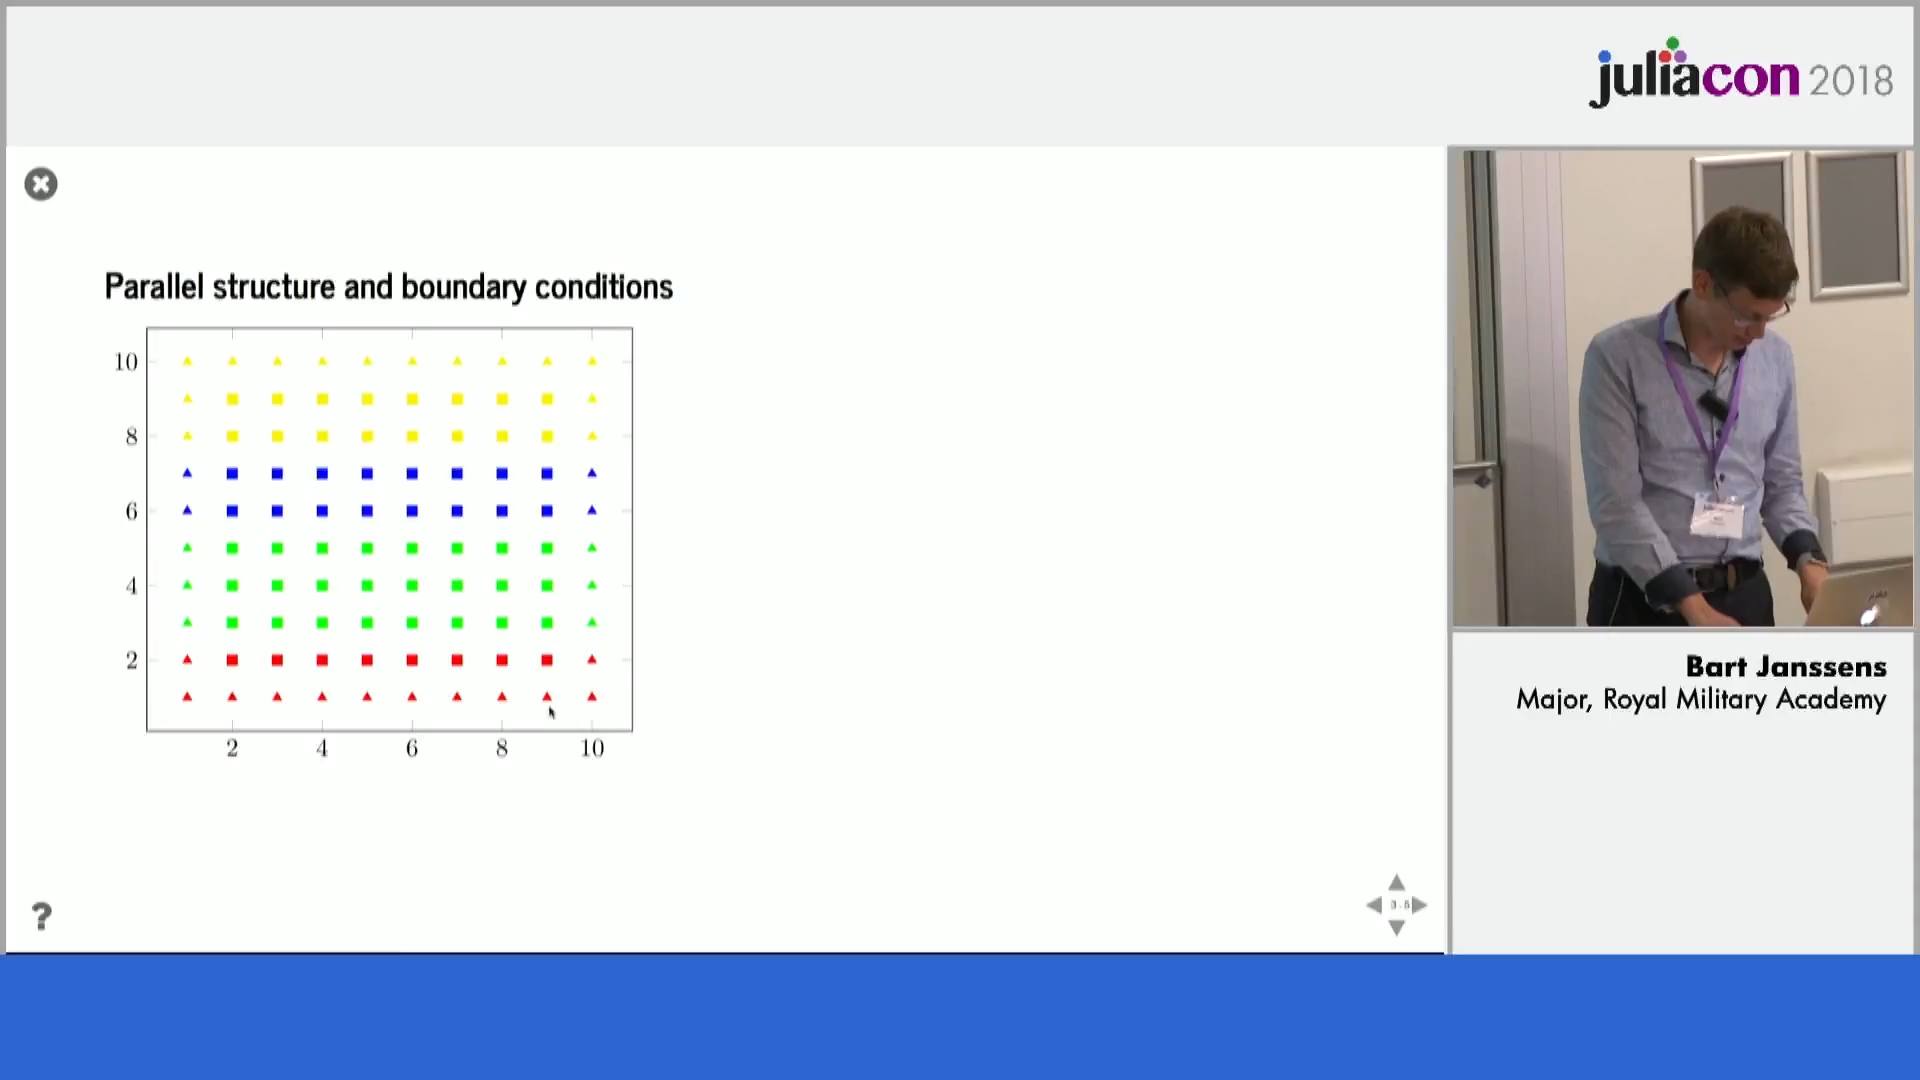 juliacon 2018
Parallel structure and boundary conditions
10
8
6
4
2
2 4 6 8 10
?
Bart Janssens
Major, Royal Military Academy